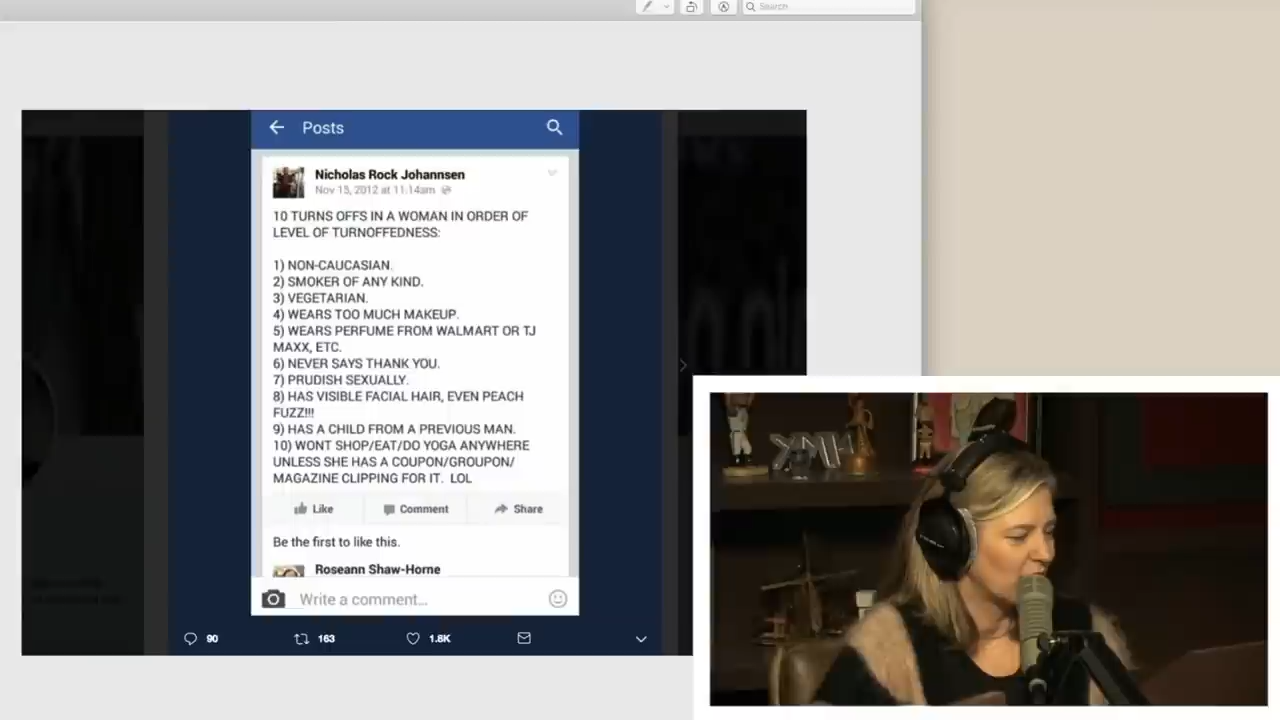 Search
Posts
Nicholas Rock Johannsen
Nov 15, 2012 at 11:14am
10 TURNS OFFS IN A WOMAN IN ORDER OF
LEVEL OF TURNOFFEDNESS:
1) NON-CAUCASIAN.
2) SMOKER OF ANY KIND.
3) VEGETARIAN.
4) WEARS TOO MUCH MAKEUP.
5) WEARS PERFUME FROM WALMART OR TJ
MAXX, ETC.
6) NEVER SAYS THANK YOU.
7) PRUDISH SEXUALLY.
8) HAS VISIBLE FACIAL HAIR, EVEN PEACH
FUZZ!!!
9) HAS A CHILD FROM A PREVIOUS MAN.
10) WONT SHOP/EAT/DO YOGA ANYWHERE
UNLESS SHE HAS A COUPON/GROUPON/
MAGAZINE CLIPPING FOR IT. LOL
Like Comment Share
Be the first to like this.
Roseann Shaw-Horne
Write a comment...
90 163 1.8K